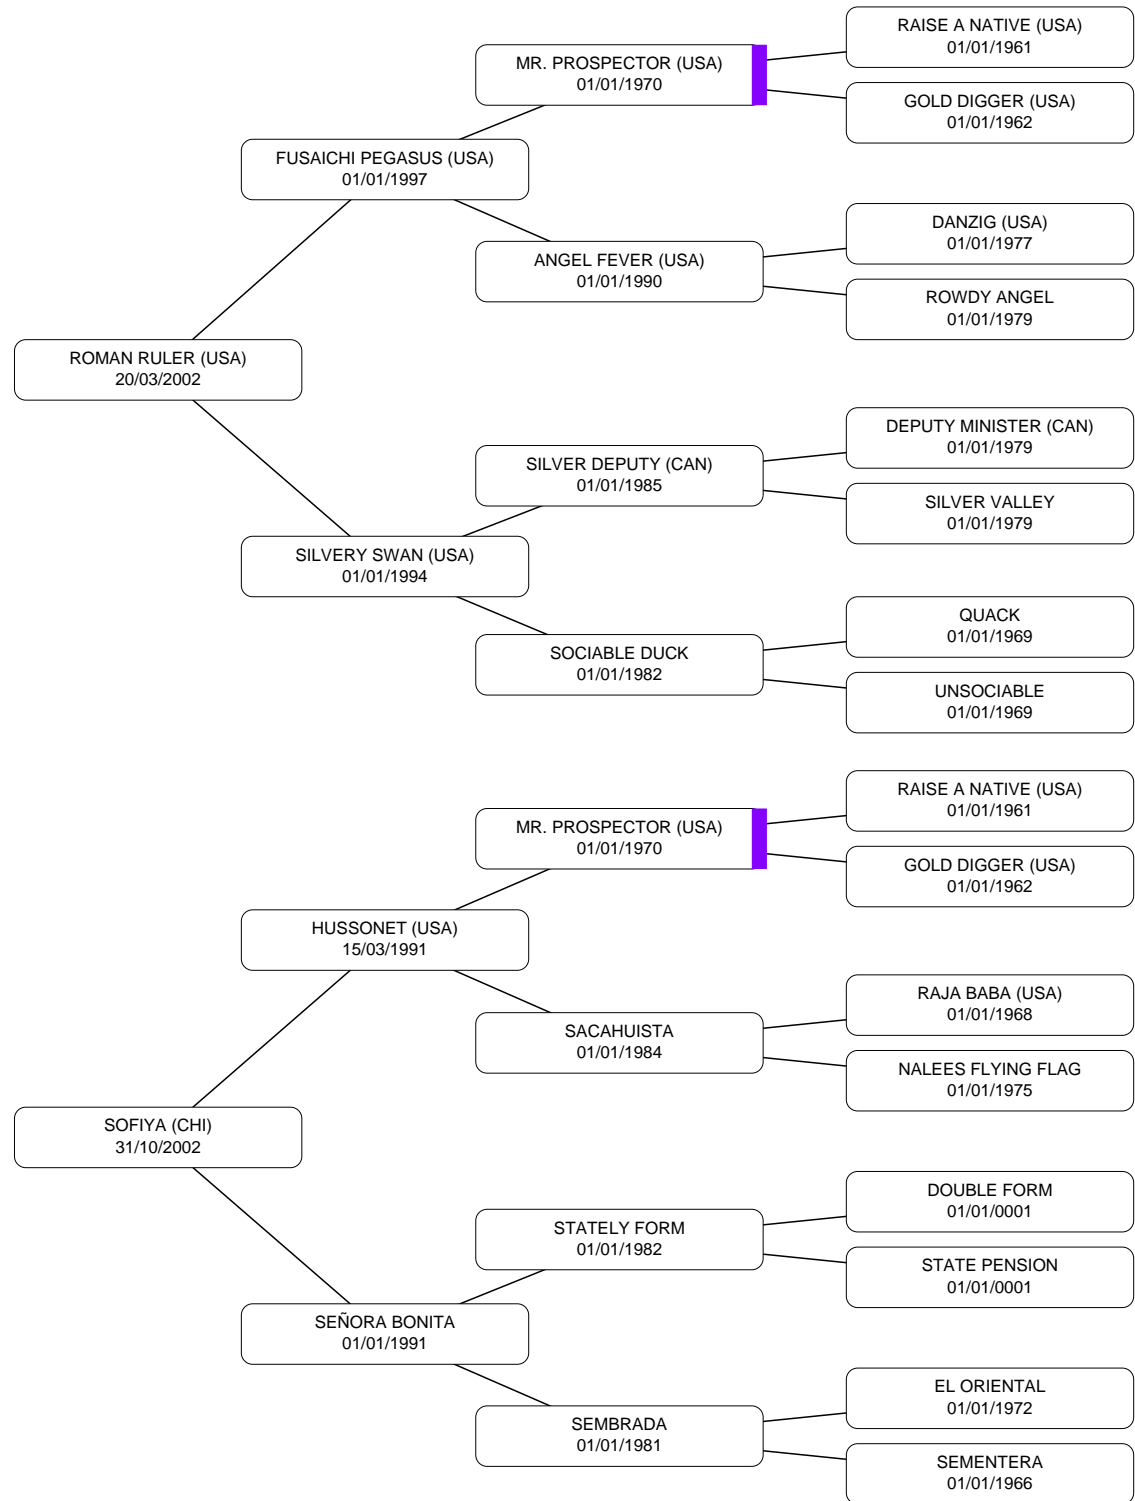 RAISE A NATIVE (USA)
01/01/1961
MR. PROSPECTOR (USA)
01/01/1970
GOLD DIGGER (USA)
01/01/1962
FUSAICHI PEGASUS (USA)
01/01/1997
DANZIG (USA)
01/01/1977
ANGEL FEVER (USA)
01/01/1990
ROWDY ANGEL
01/01/1979
ROMAN RULER (USA)
20/03/2002
DEPUTY MINISTER (CAN)
01/01/1979
SILVER DEPUTY (CAN)
01/01/1985
SILVER VALLEY
01/01/1979
SILVERY SWAN (USA)
01/01/1994
QUACK
01/01/1969
SOCIABLE DUCK
01/01/1982
UNSOCIABLE
01/01/1969
RAISE A NATIVE (USA)
01/01/1961
MR. PROSPECTOR (USA)
01/01/1970
GOLD DIGGER (USA)
01/01/1962
HUSSONET (USA)
15/03/1991
RAJA BABA (USA)
01/01/1968
SACAHUISTA
01/01/1984
NALEES FLYING FLAG
01/01/1975
SOFIYA (CHI)
31/10/2002
DOUBLE FORM
01/01/0001
STATELY FORM
01/01/1982
STATE PENSION
01/01/0001
SEÑORA BONITA
01/01/1991
EL ORIENTAL
01/01/1972
SEMBRADA
01/01/1981
SEMENTERA
01/01/1966